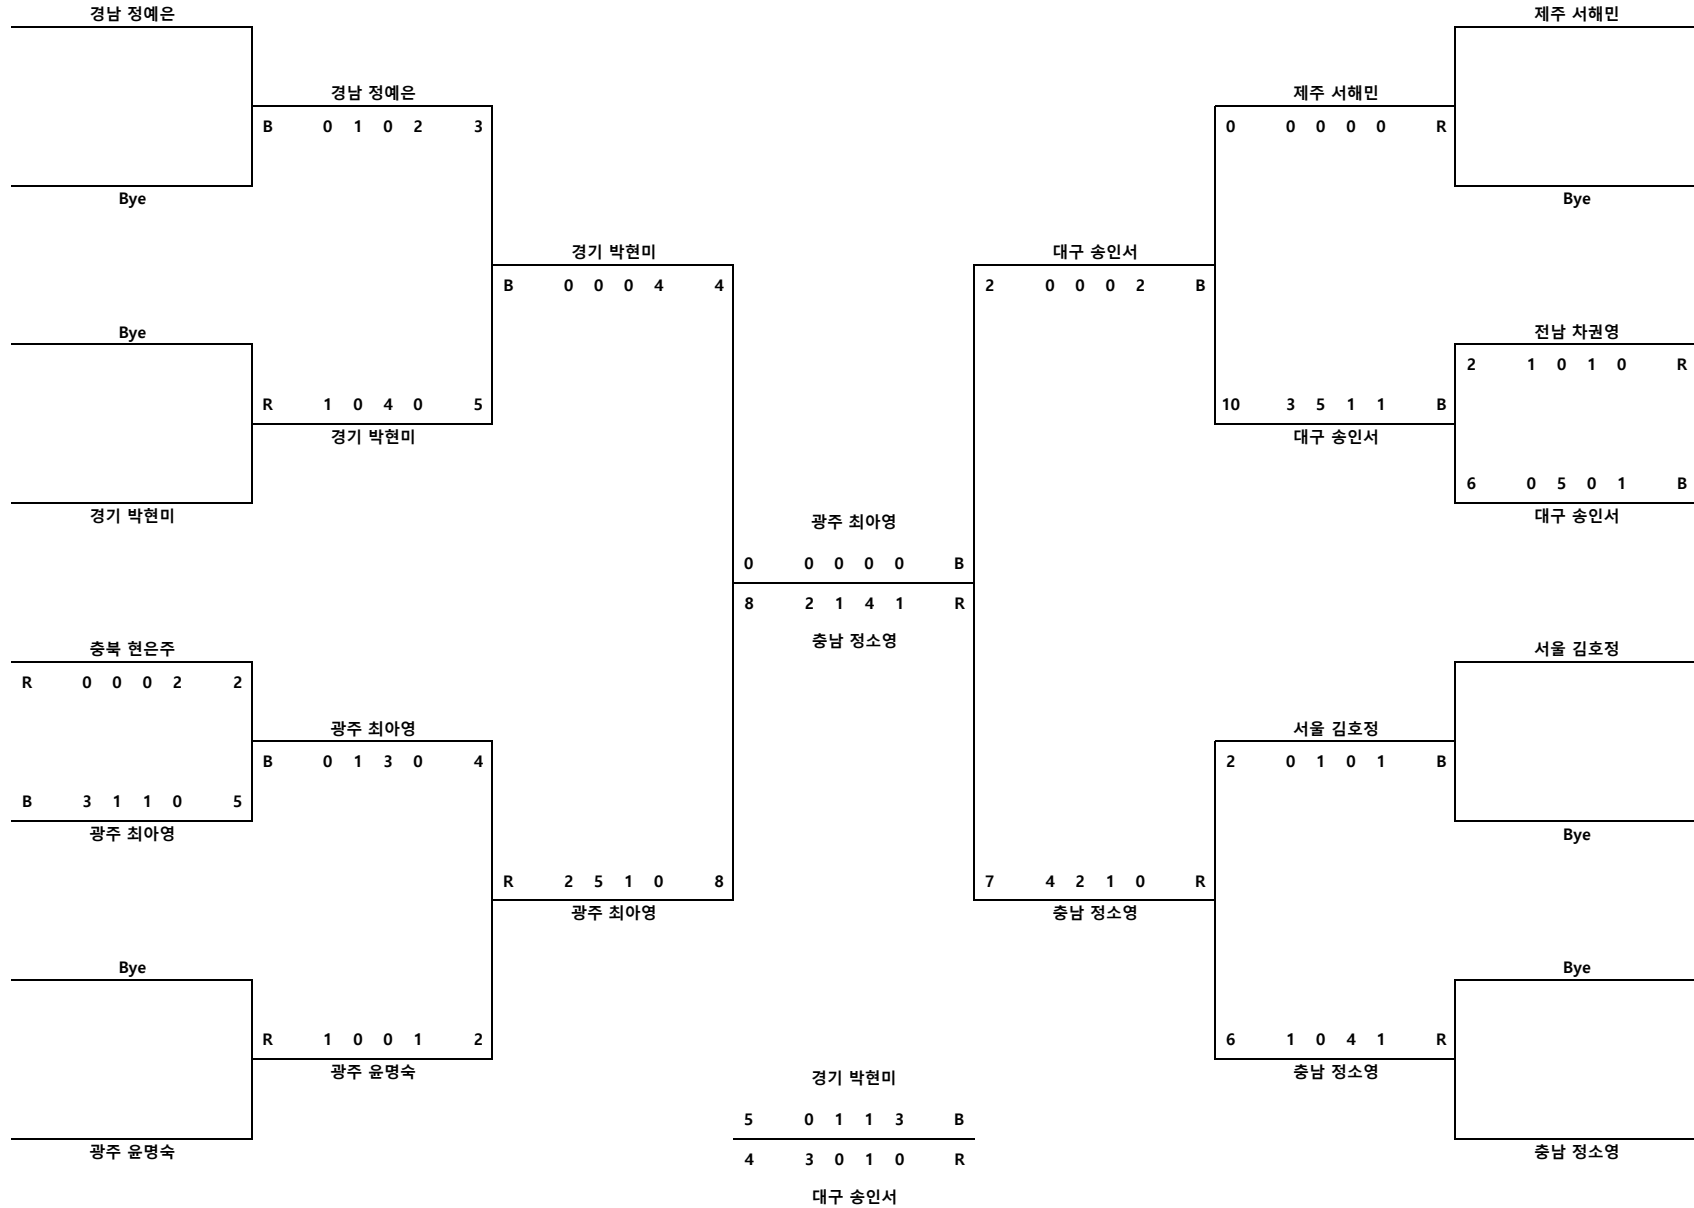 경남 정예은
제주 서해민
경남 정예은
제주 서해민
B 0 1 0 2 3
0 0 0 0 0 R
Bye
Bye
경기 박현미
대구 송인서
B 0 0 0 4 4
2 0 0 0 2 B
Bye
전남 차권영
2 1 0 1 0 R
R 1 0 4 0 5
10 3 5 1 1 B
경기 박현미
대구 송인서
6 0 5 0 1 B
경기 박현미
대구 송인서
광주 최아영
0 0 0 0 0 B
8 2 1 4 1 R
충남 정소영
충북 현은주
서울 김호정
R 0 0 0 2 2
광주 최아영
서울 김호정
B 0 1 3 0 4
2 0 1 0 1 B
B 3 1 1 0 5
광주 최아영
Bye
R 2 5 1 0 8
7 4 2 1 0 R
광주 최아영
충남 정소영
Bye
Bye
R 1 0 0 1 2
6 1 0 4 1 R
광주 윤명숙
충남 정소영
경기 박현미
5 0 1 1 3 B
광주 윤명숙
충남 정소영
4 3 0 1 0 R
대구 송인서